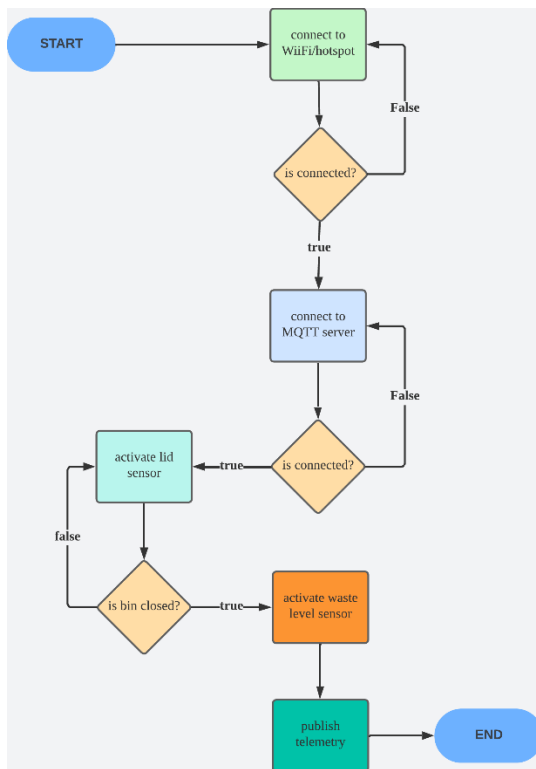 START
connect to
WiiFi/hotspot
False
is connected?
true
connect to
MQTT server
False
is connected?
true
activate lid
sensor
false
is bin closed?
true
activate waste
level sensor
publish
telemetry
END